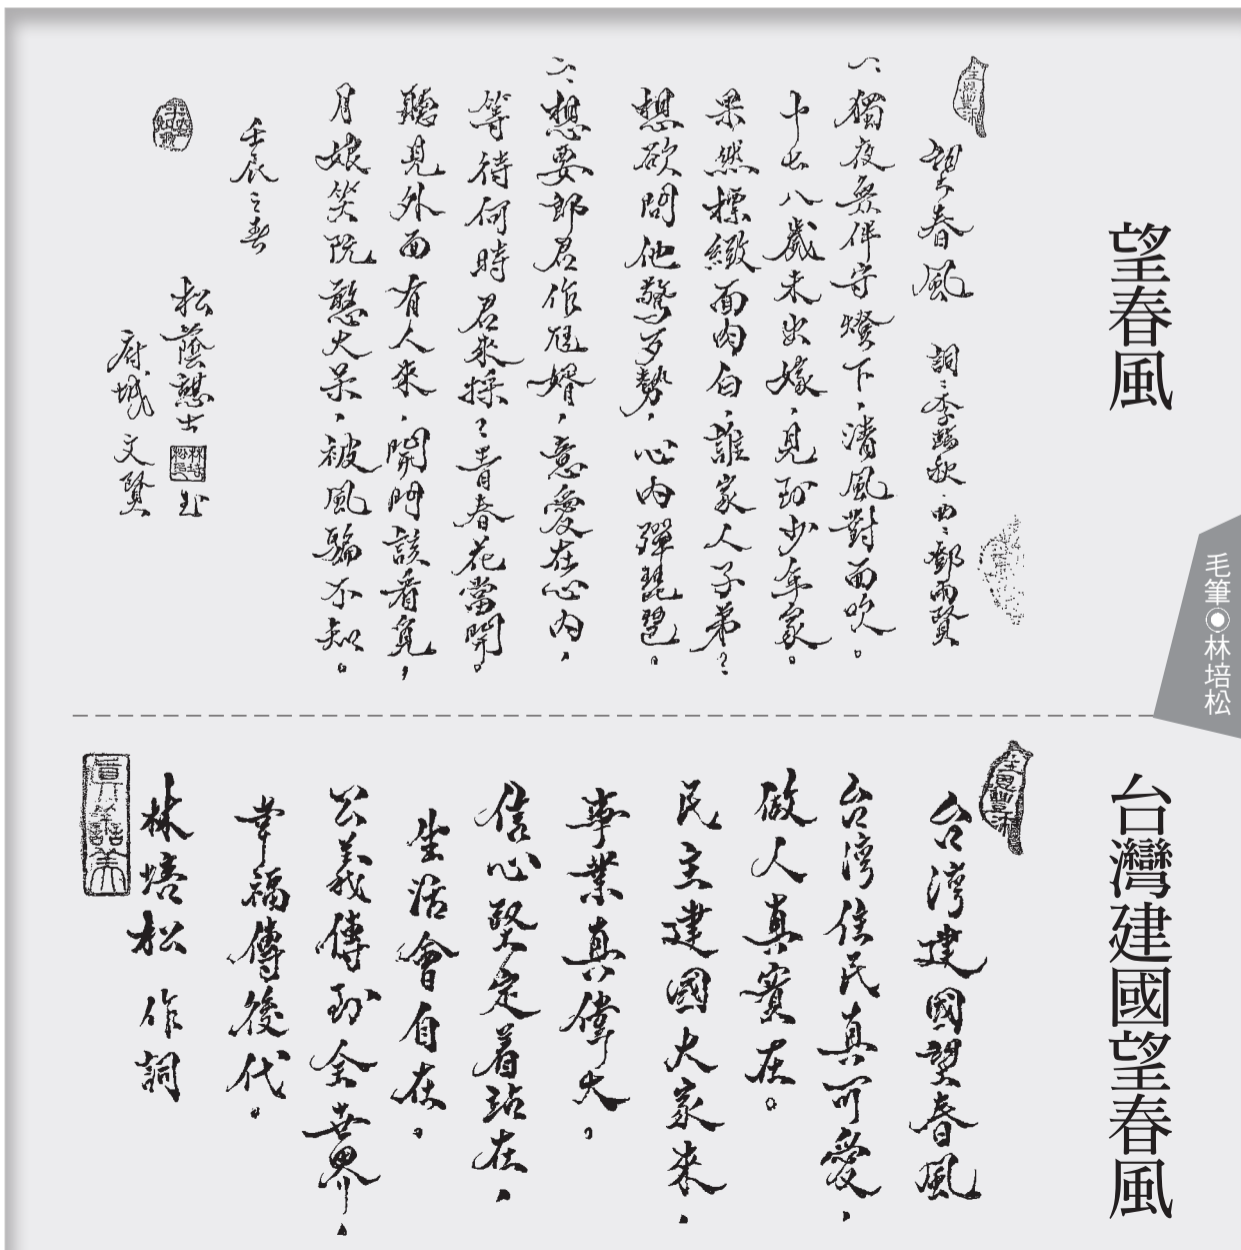 望春風
毛筆◉林培松
望春風 詞:李臨秋.曲:鄧雨賢
一、獨夜無伴守燈下,清風對面吹。
十七八歲未出嫁,見到少年家。
果然標緻面肉白,誰家人子弟?
想欲問他驚歹勢,心內彈琵琶。
二、想要郎君作尪婿,意愛在心內,
等待何時君來採,青春花當開。
聽見外面有人來,開門該看覓,
月娘笑阮憨大呆,被風騙不知。
壬辰之春
松蔭憩士
林培松
府城文賢
台灣建國望春風
台湾建國望春風
台湾住民真可愛,
做人真實在。
民主建國大家來,
事業真偉大。
信心堅定着站在,
生活會自在。
公義傳到全世界,
幸福傳後代。
林培松 作詞